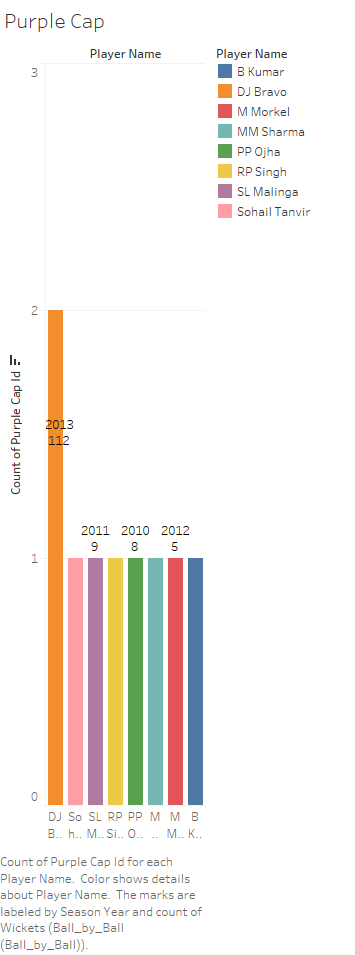 Purple Cap
Player Name
3
2
1
0
Count of Purple Cap Id
2013
112
2011
9
2010
8
2012
5
DJ B.. So h.. SL M.. RP Si.. PP O.. M .. M M.. B K..
Player Name
B Kumar
DJ Bravo
M Morkel
MM Sharma
PP Ojha
RP Singh
SL Malinga
Sohail Tanvir
Count of Purple Cap Id for each
Player Name.  Color shows details
about Player Name.  The marks are
labeled by Season Year and count of
Wickets (Ball_by_Ball
(Ball_by_Ball)).